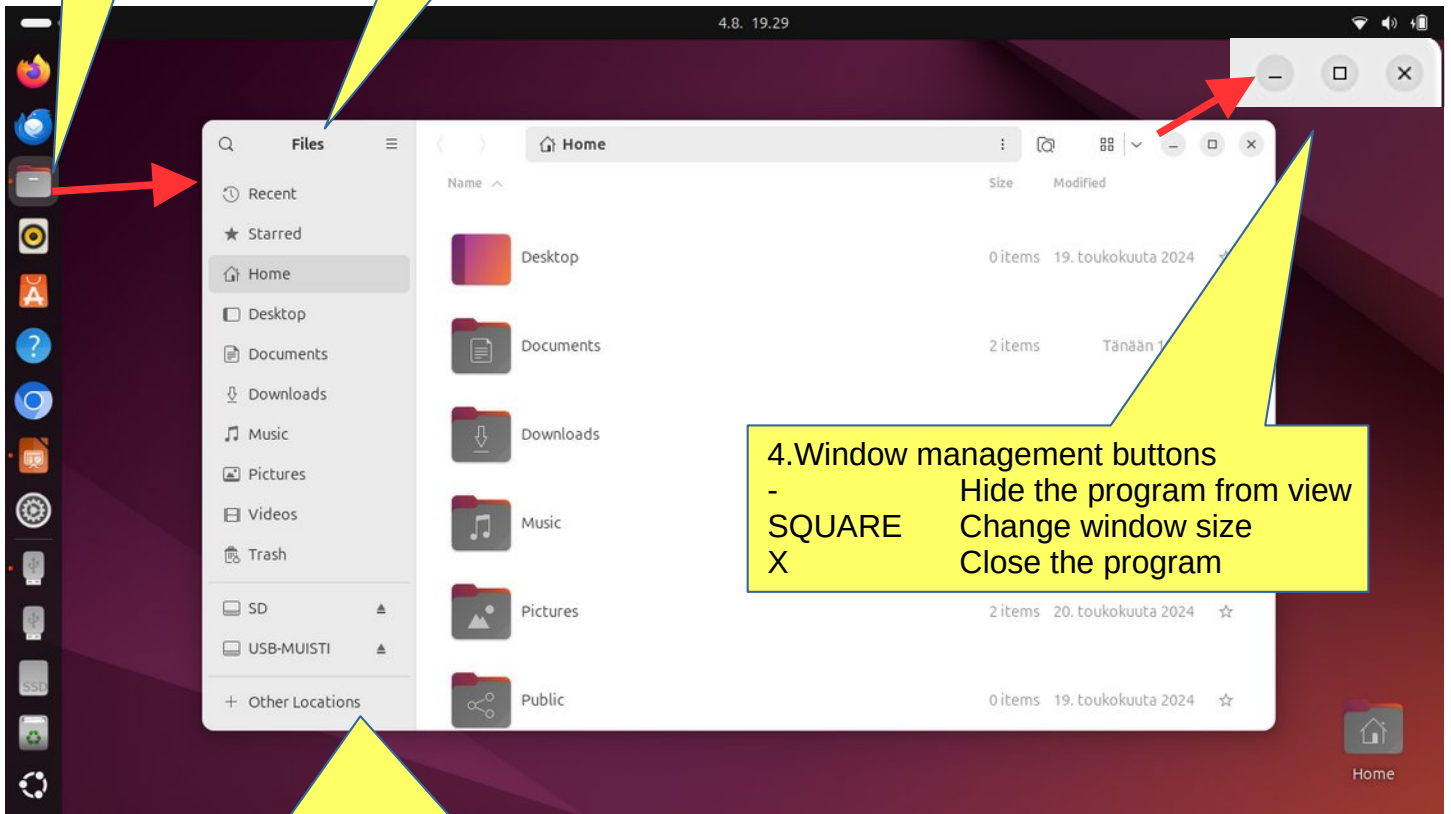 4.8. 19.29
Files
Home
Name
Size
Modified
Recent
Starred
Home
Desktop
Documents
Downloads
Music
Pictures
Videos
Trash
SD
USB-MUISTI
+ Other Locations
Desktop 0 items 19. toukokuuta 2024
Documents 2 items Tänään
Downloads
Music
Pictures 2 items 20. toukokuuta 2024
Public 0 items 19. toukokuuta 2024
4.Window management buttons
- Hide the program from view
SQUARE Change window size
X Close the program
SSD
Home